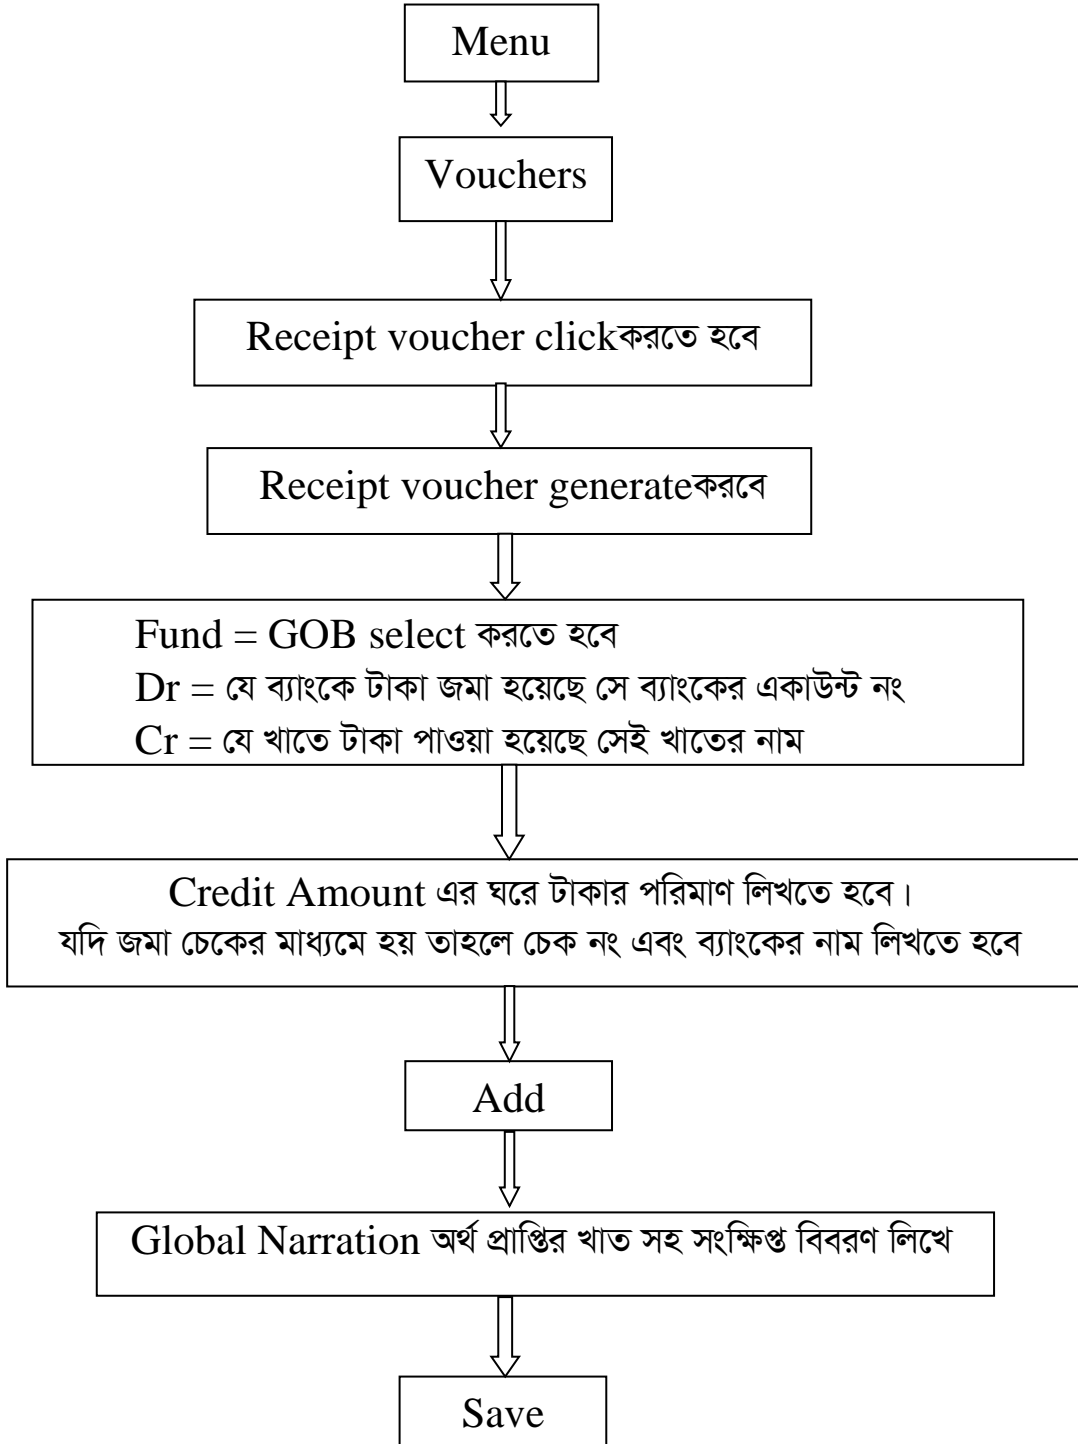 Menu
Vouchers
Receipt voucher clickকরতে হবে
Receipt voucher generateকরবে
Fund = GOB select করতে হবে
Dr = যে ব্যাংকে টাকা জমা হয়েছে সে ব্যাংকের একাউন্ট নং
Cr = যে খাতে টাকা পাওয়া হয়েছে সেই খাতের নাম
Credit Amount এর ঘরে টাকার পরিমাণ লিখতে হবে।
যদি জমা চেকের মাধ্যমে হয় তাহলে চেক নং এবং ব্যাংকের নাম লিখতে হবে
Add
Global Narration অর্থ প্রাপ্তির খাত সহ সংক্ষিপ্ত বিবরণ লিখে
Save